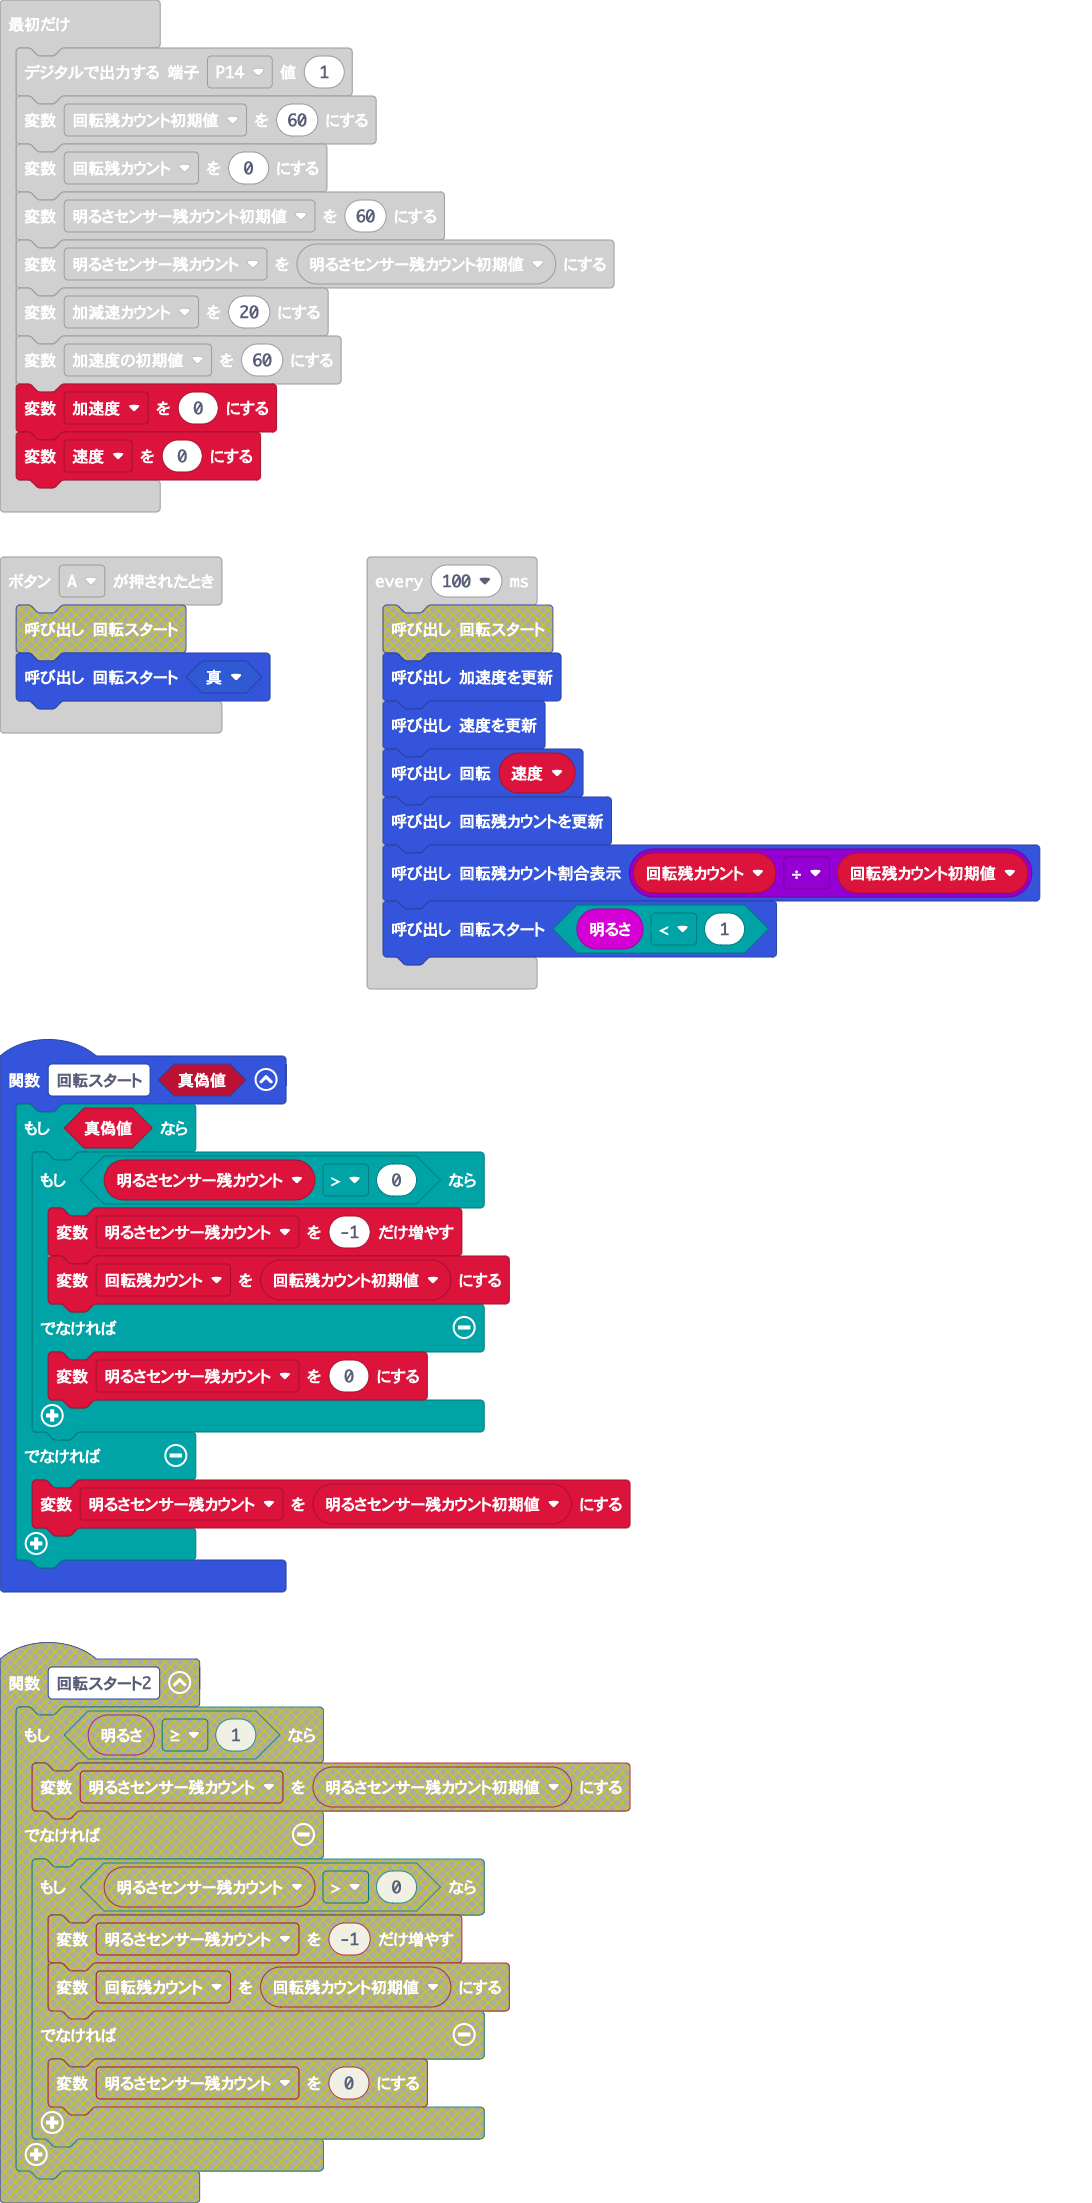 最初だけ
デジタルで出力する 端子 P14 値 1
変数 回転残カウント初期値 を 60 にする
変数 回転残カウント を 0 にする
変数 明るさセンサー残カウント初期値 を 60 にする
変数 明るさセンサー残カウント を 明るさセンサー残カウント初期値 にする
変数 加減速カウント を 20 にする
変数 加速度の初期値 を 60 にする
変数 加速度 を 0 にする
変数 速度 を 0 にする
ボタン A が押されたとき
呼び出し 回転スタート
呼び出し 回転スタート 真
every 100 ms
呼び出し 回転スタート
呼び出し 加速度を更新
呼び出し 速度を更新
呼び出し 回転 速度
呼び出し 回転残カウントを更新
呼び出し 回転残カウント割合表示 回転残カウント ÷ 回転残カウント初期値
呼び出し 回転スタート 明るさ < 1
関数 回転スタート 真偽値
もし 真偽値 なら
もし 明るさセンサー残カウント > 0 なら
変数 明るさセンサー残カウント を -1 だけ増やす
変数 回転残カウント を 回転残カウント初期値 にする
でなければ
変数 明るさセンサー残カウント を 0 にする
でなければ
変数 明るさセンサー残カウント を 明るさセンサー残カウント初期値 にする
関数 回転スタート2
もし 明るさ ≥ 1 なら
変数 明るさセンサー残カウント を 明るさセンサー残カウント初期値 にする
でなければ
もし 明るさセンサー残カウント > 0 なら
変数 明るさセンサー残カウント を -1 だけ増やす
変数 回転残カウント を 回転残カウント初期値 にする
でなければ
変数 明るさセンサー残カウント を 0 にする